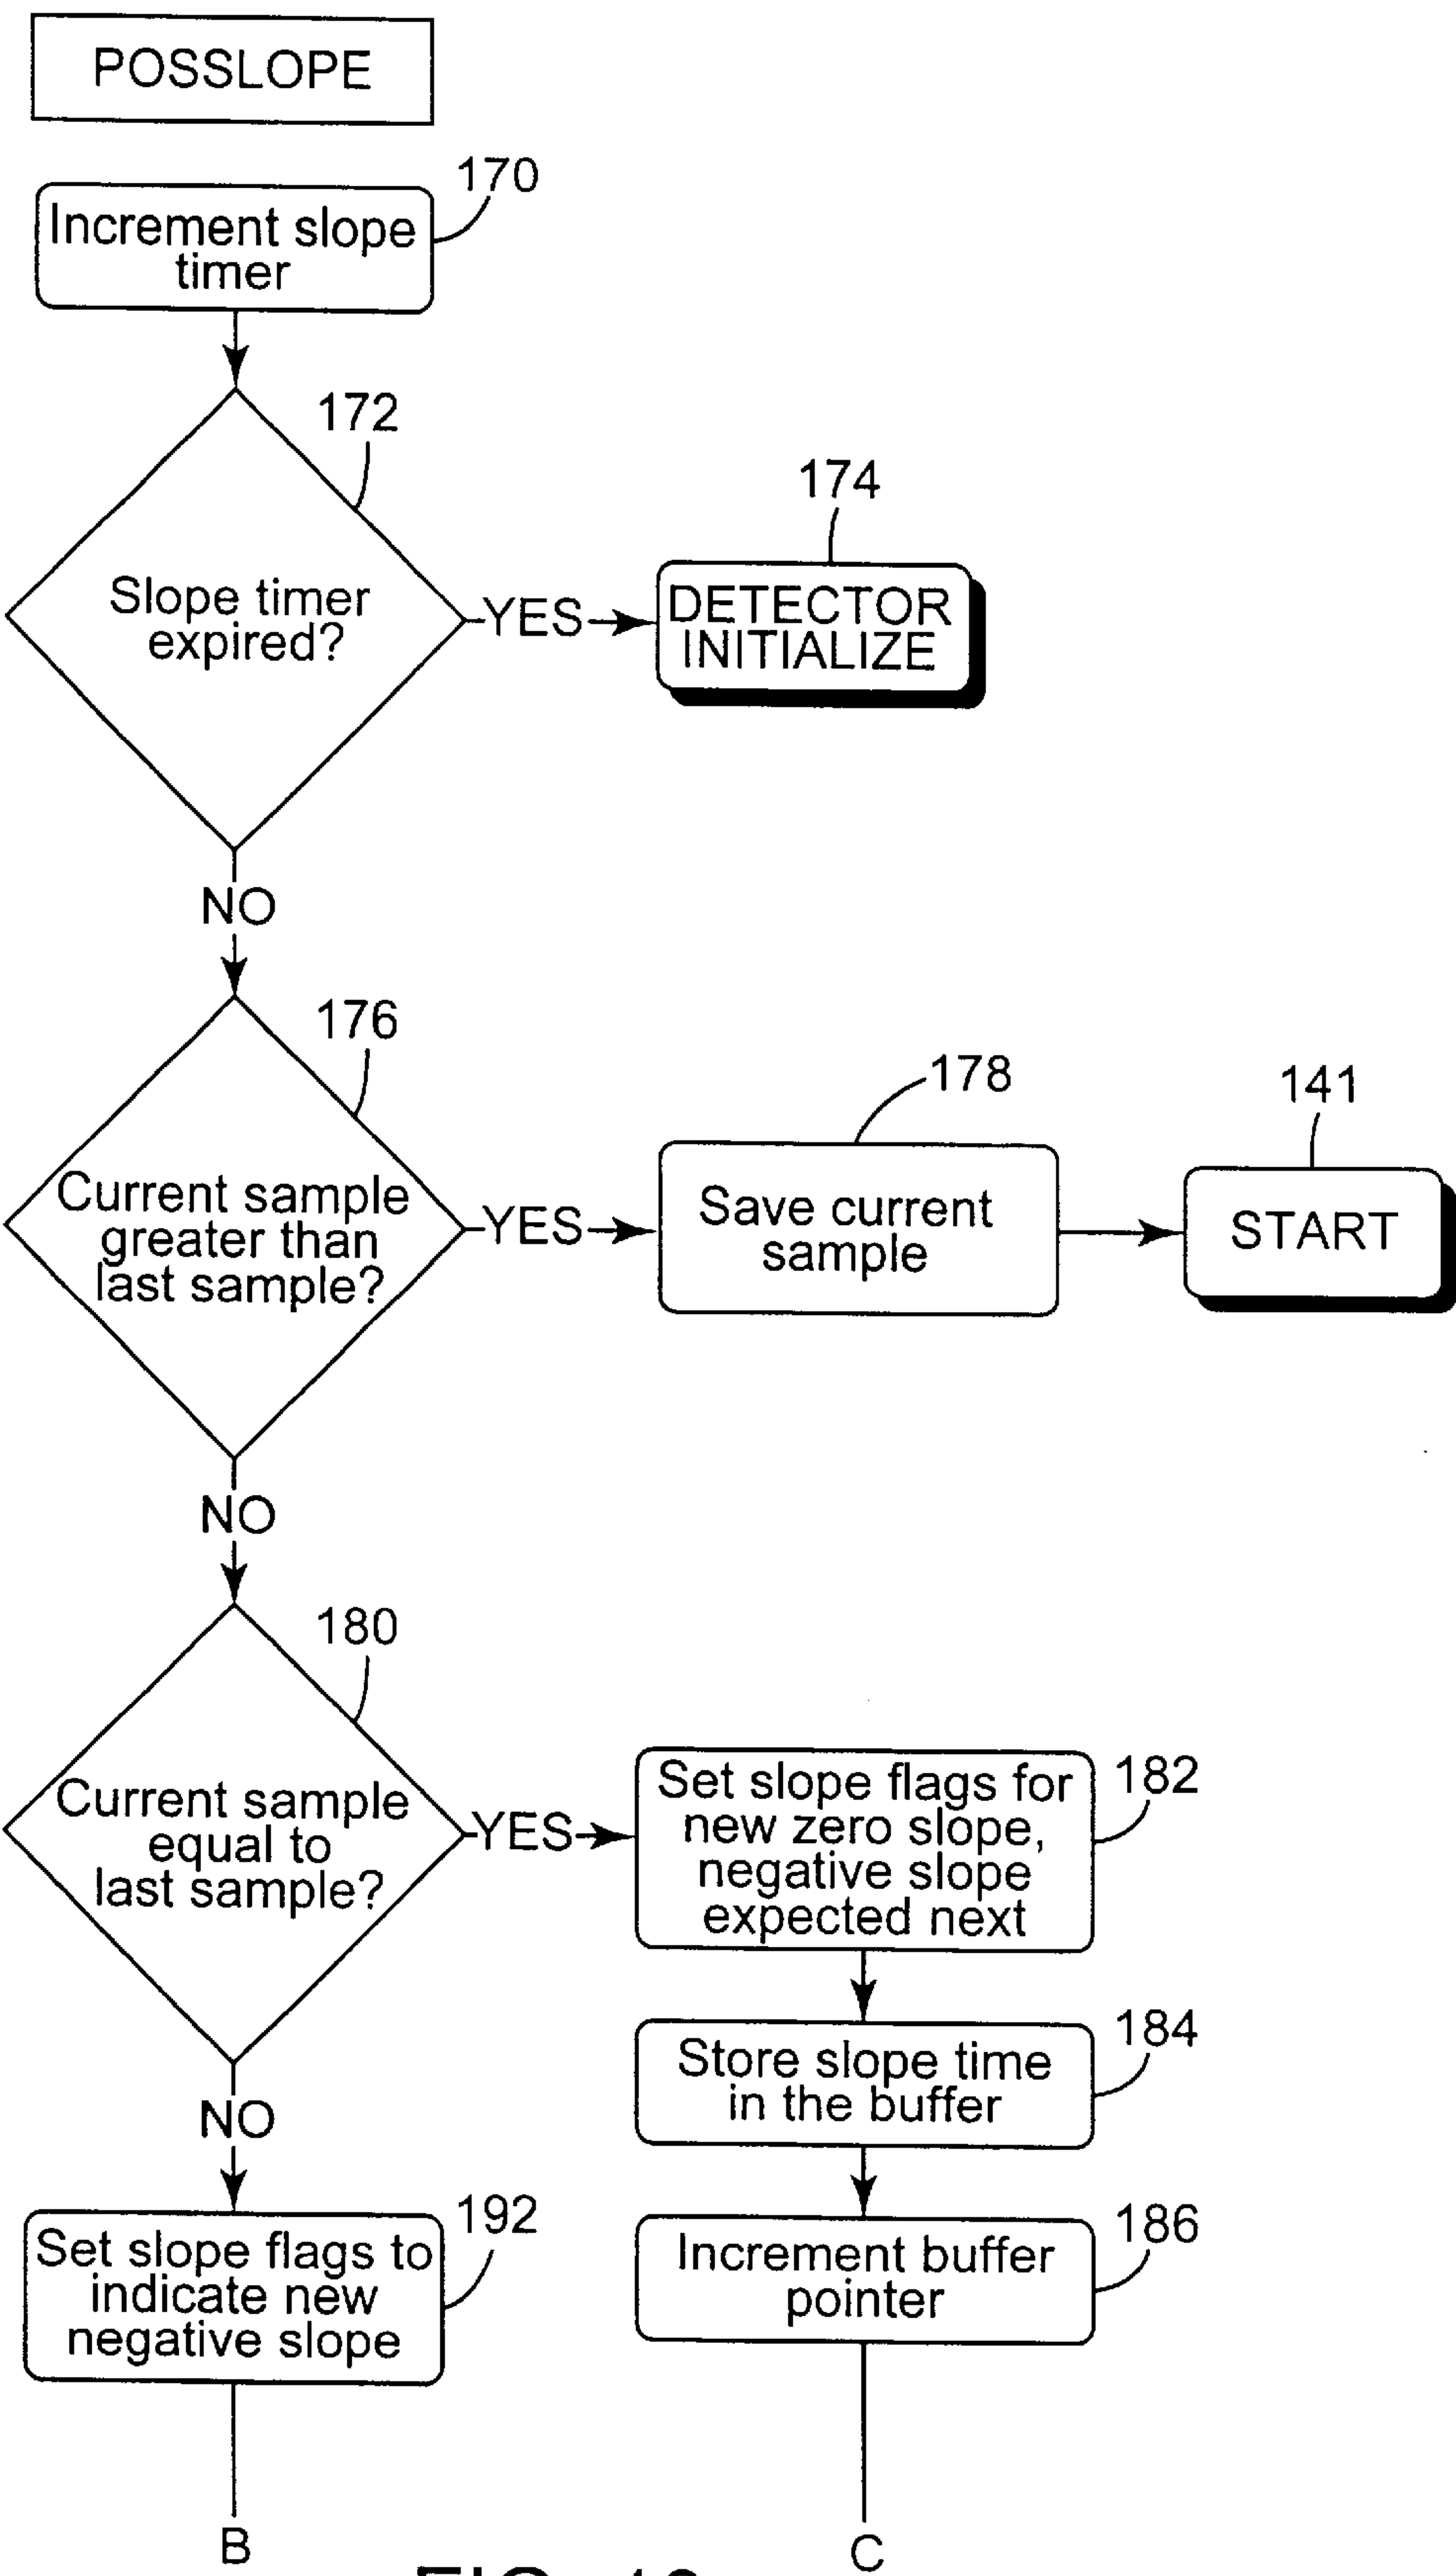 POSSLOPE
170
Increment slope
timer
172
Slope timer
expired?
YES
174
DETECTOR
INITIALIZE
NO
176
Current sample
greater than
last sample?
YES
178
Save current
sample
141
START
NO
180
Current sample
equal to
last sample?
YES
182
Set slope flags for
new zero slope,
negative slope
expected next
184
Store slope time
in the buffer
NO
192
Set slope flags to
indicate new
negative slope
186
Increment buffer
pointer
B
C